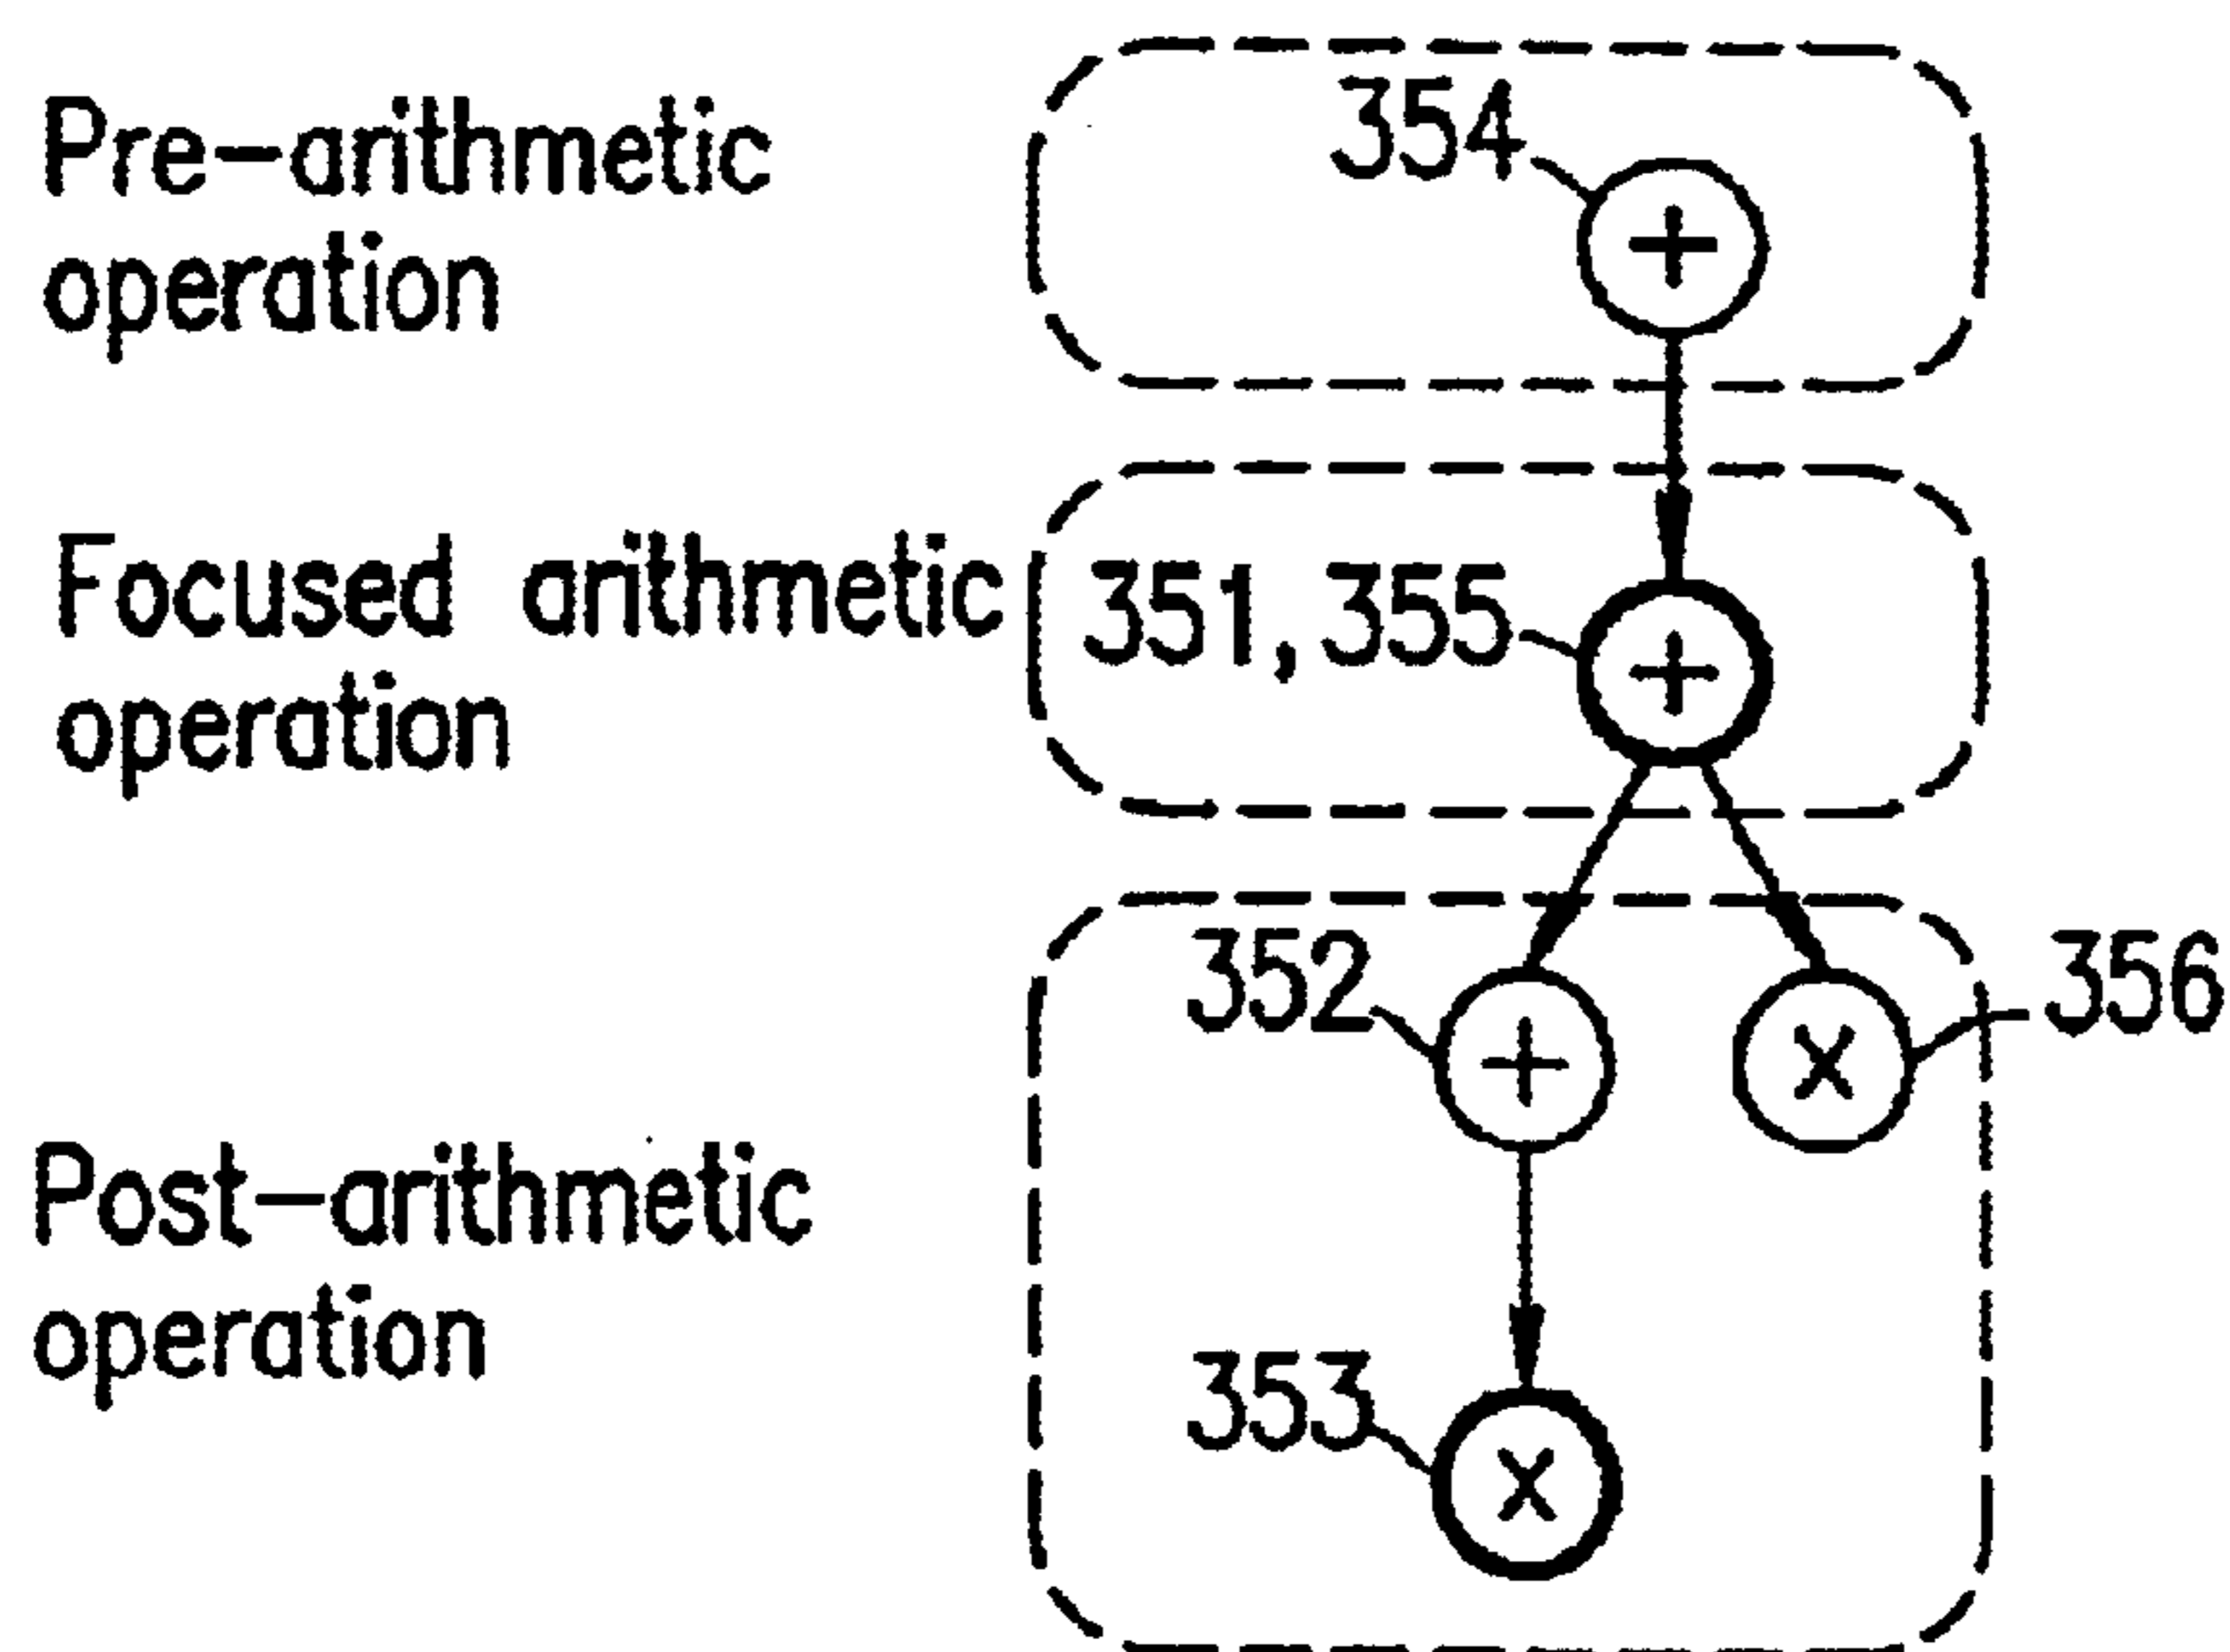 Pre-arithmetic
operation
354
+
Focused arithmetic
operation
351,355
+
352
356
+
×
Post-arithmetic
operation
353
×